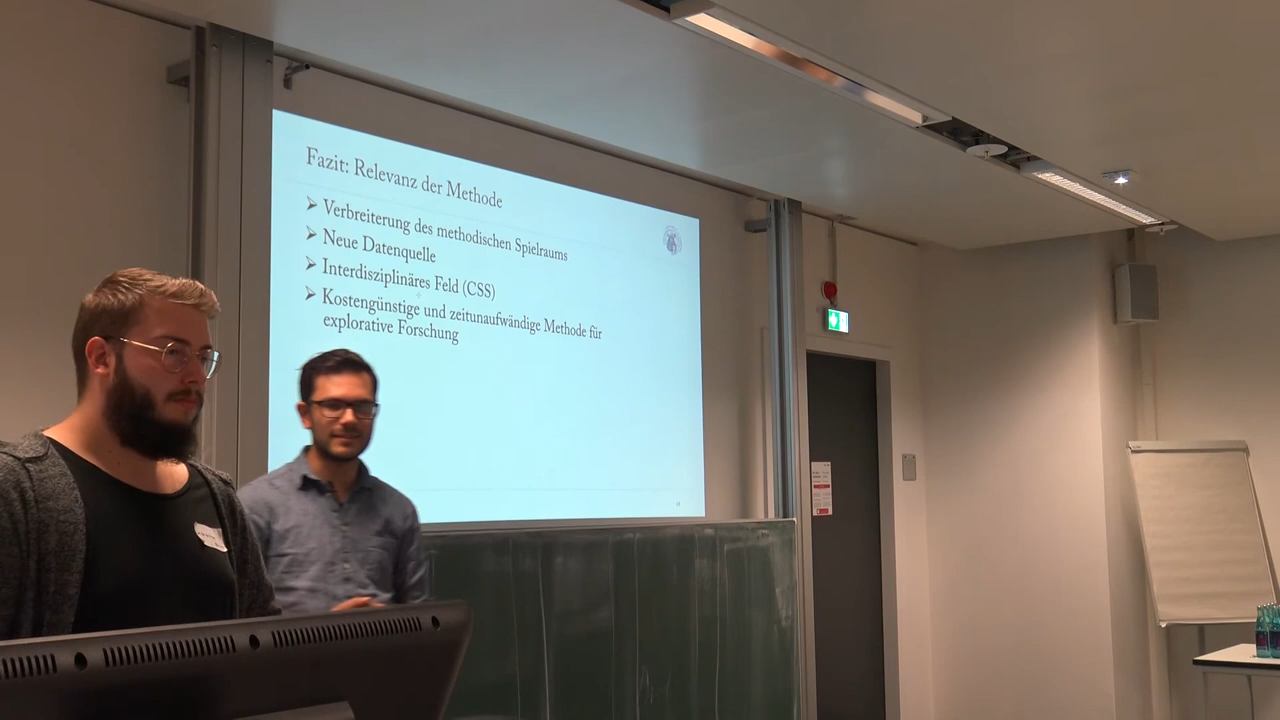 Fazit: Relevanz der Methode
➢ Verbreiterung des methodischen Spielraums
➢ Neue Datenquelle
➢ Interdisziplinäres Feld (CSS)
➢ Kostengünstige und zeitunaufwändige Methode für
explorative Forschung